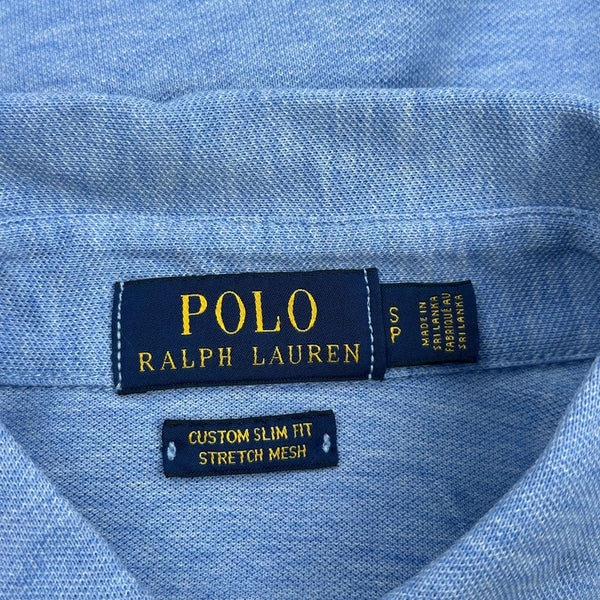 POLO
RALPH LAUREN
S
P
MADE IN
SRI LANKA
FABRIQUÉ AU
SRI LANKA
CUSTOM SLIM FIT
STRETCH MESH